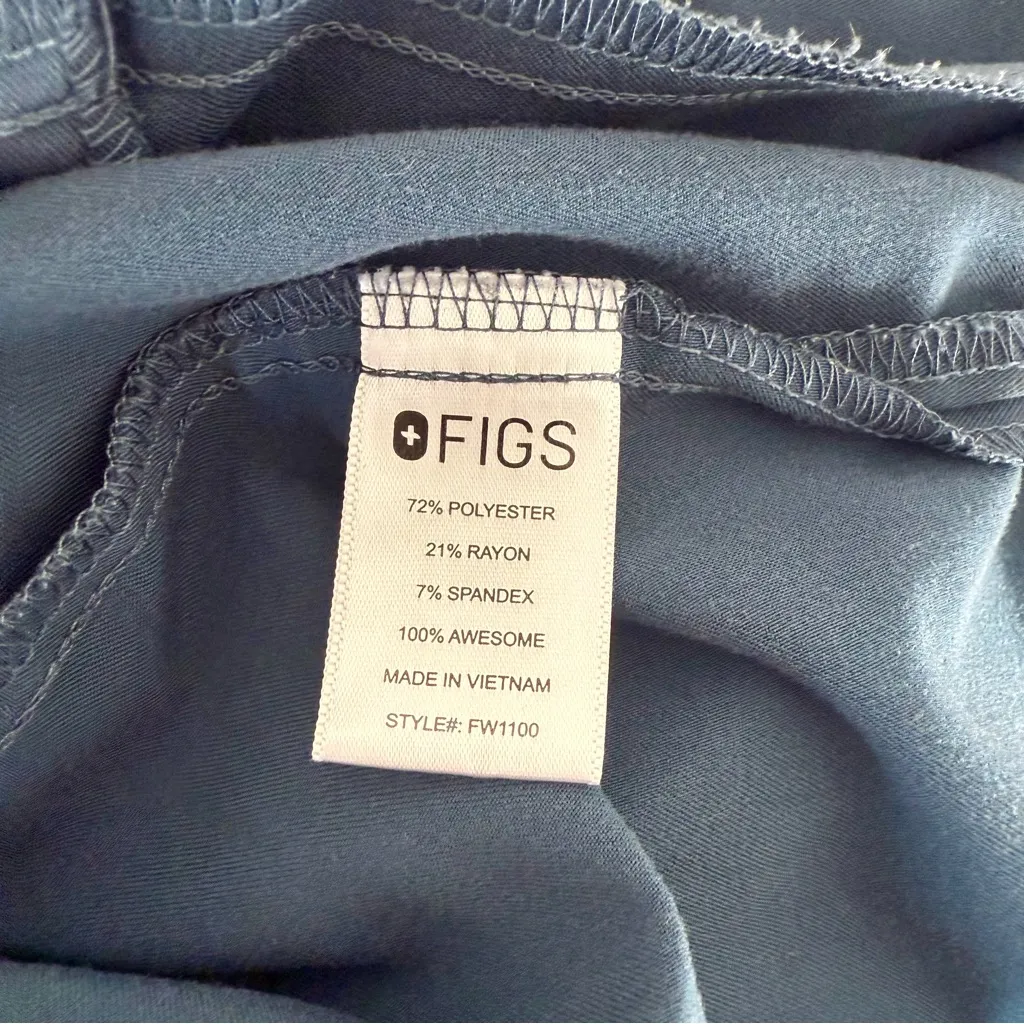 FIGS
72% POLYESTER
21% RAYON
7% SPANDEX
100% AWESOME
MADE IN VIETNAM
STYLE#: FW1100